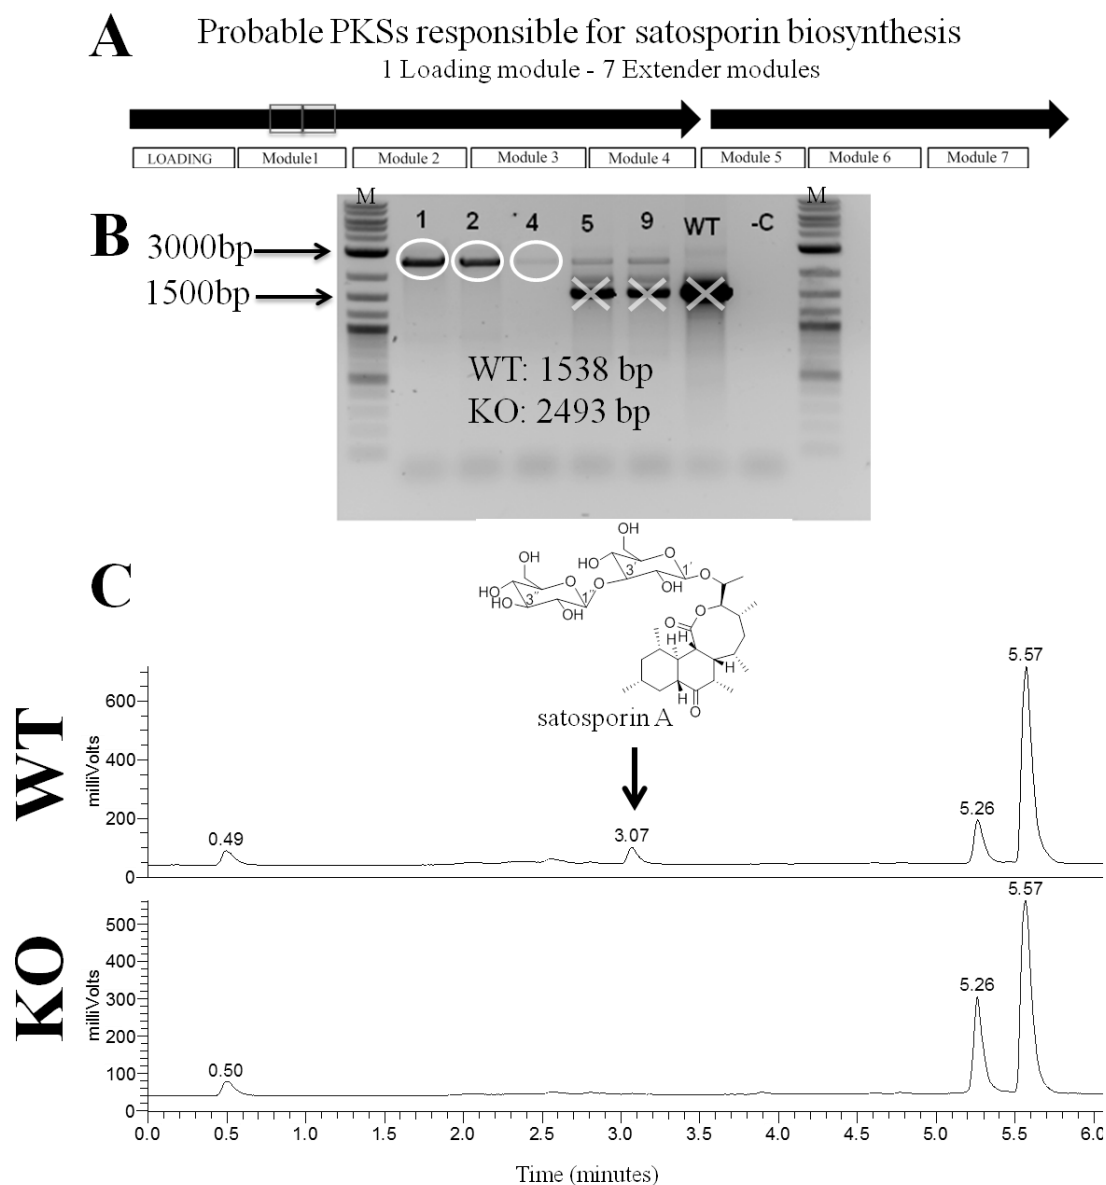 A
Probable PKSs responsible for satosporin biosynthesis
1 Loading module - 7 Extender modules
LOADING
Module1
Module 2
Module 3
Module 4
Module 5
Module 6
Module 7
B
M
1
2
4
5
9
WT
-C
M
3000bp
1500bp
WT: 1538 bp
KO: 2493 bp
C
OH
OH
HO
O
3'
1'
O
OH
HO
HO
O
3''
1''
O
OH
OH
O
O
H
H
H
H
O
satosporin A
WT
milliVolts
600
400
200
0
0.49
3.07
5.26
5.57
KO
milliVolts
500
400
300
200
100
0
0.50
5.26
5.57
0.0 0.5 1.0 1.5 2.0 2.5 3.0 3.5 4.0 4.5 5.0 5.5 6.0
Time (minutes)